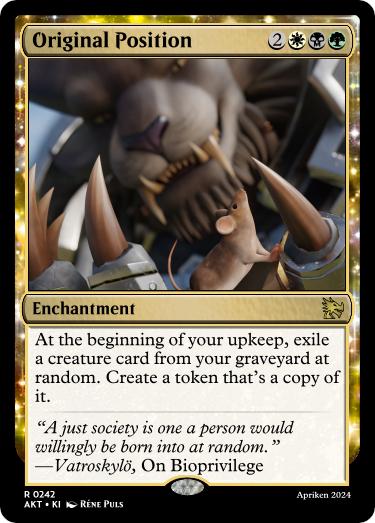 Original Position
2
Enchantment
At the beginning of your upkeep, exile
a creature card from your graveyard at
random. Create a token that's a copy of
it.
“A just society is one a person would
willingly be born into at random.”
—Vatroskylö, On Bioprivilege
R 0242
AKT • KI Rêne Puls
Apriken 2024